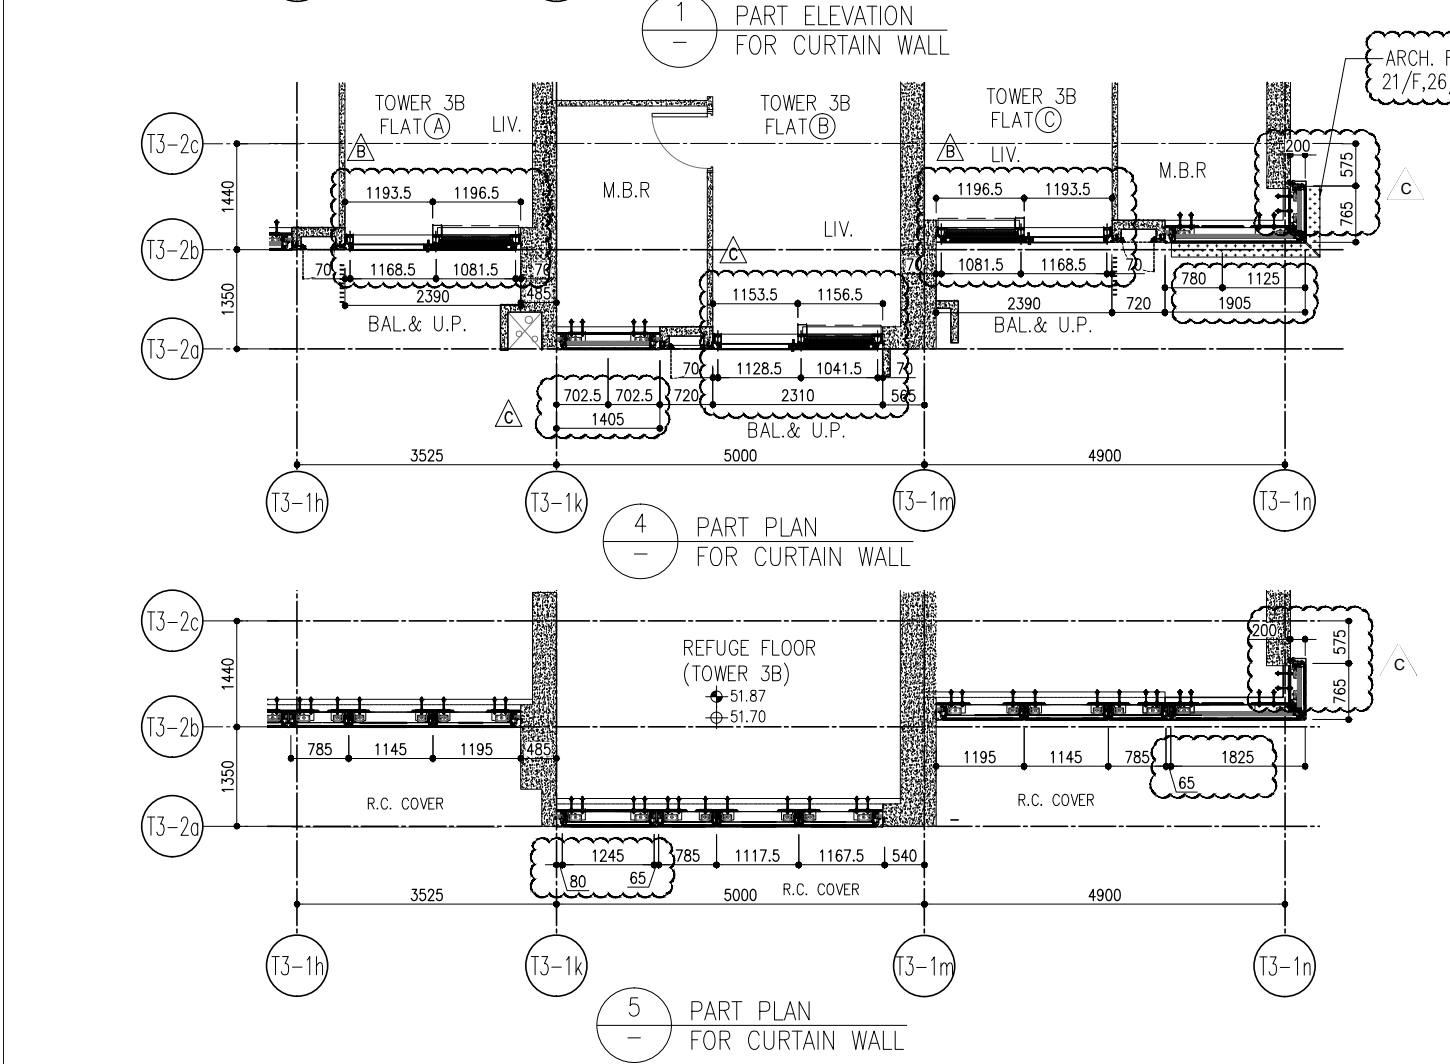 1
PART ELEVATION
–
FOR CURTAIN WALL
ARCH. F
21/F,26
TOWER 3B
FLAT A
LIV.
TOWER 3B
FLAT B
TOWER 3B
FLAT C
LIV.
T3-2c
B
B
200
575
C
1440
1193.5 1196.5
M.B.R
1196.5 1193.5
M.B.R
765
LIV.
T3-2b
C
70 1168.5 1081.5 70
70 1081.5 1168.5 70
780 1125
1350
2390 485
1153.5 1156.5
2390 720 1905
BAL.& U.P.
BAL.& U.P.
T3-2a
70 1128.5 1041.5 70
C
702.5 702.5 720 2310 565
1405
BAL.& U.P.
3525 5000 4900
T3-1h T3-1k T3-1m T3-1n
4
PART PLAN
–
FOR CURTAIN WALL
T3-2c
200
575
1440
REFUGE FLOOR
(TOWER 3B)
C
51.87
51.70
765
T3-2b
785 1145 1195 485
1195 1145 785 1825
1350
65
R.C. COVER
R.C. COVER
T3-2a
–
1245 785 1117.5 1167.5 540
80 65
R.C. COVER
3525 5000 4900
T3-1h T3-1k T3-1m T3-1n
5
PART PLAN
–
FOR CURTAIN WALL